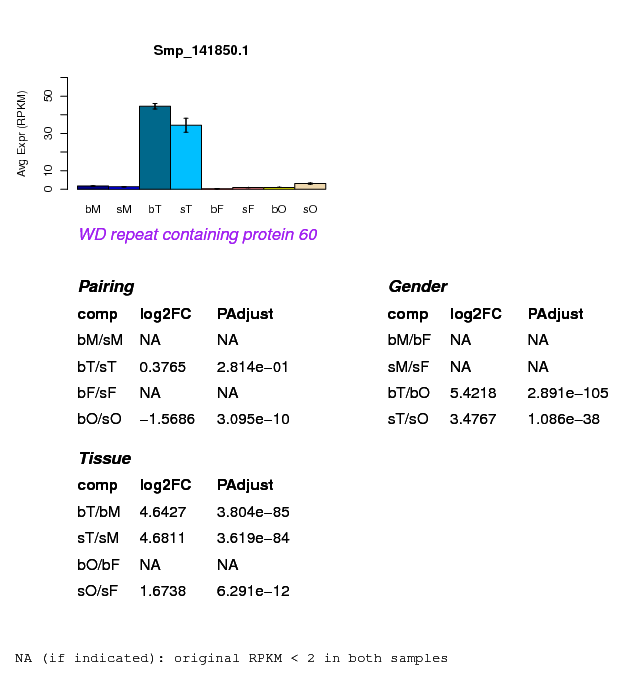 Smp_141850.1
Avg Expr (RPKM)
50
30
10
0
bM sM bT sT bF sF bO sO
WD repeat containing protein 60
Pairing
comp log2FC PAdjust
bM/sM NA NA
bT/sT 0.3765 2.814e−01
bF/sF NA NA
bO/sO −1.5686 3.095e−10
Gender
comp log2FC PAdjust
bM/bF NA NA
sM/sF NA NA
bT/bO 5.4218 2.891e−105
sT/sO 3.4767 1.086e−38
Tissue
comp log2FC PAdjust
bT/bM 4.6427 3.804e−85
sT/sM 4.6811 3.619e−84
bO/bF NA NA
sO/sF 1.6738 6.291e−12
NA (if indicated): original RPKM < 2 in both samples